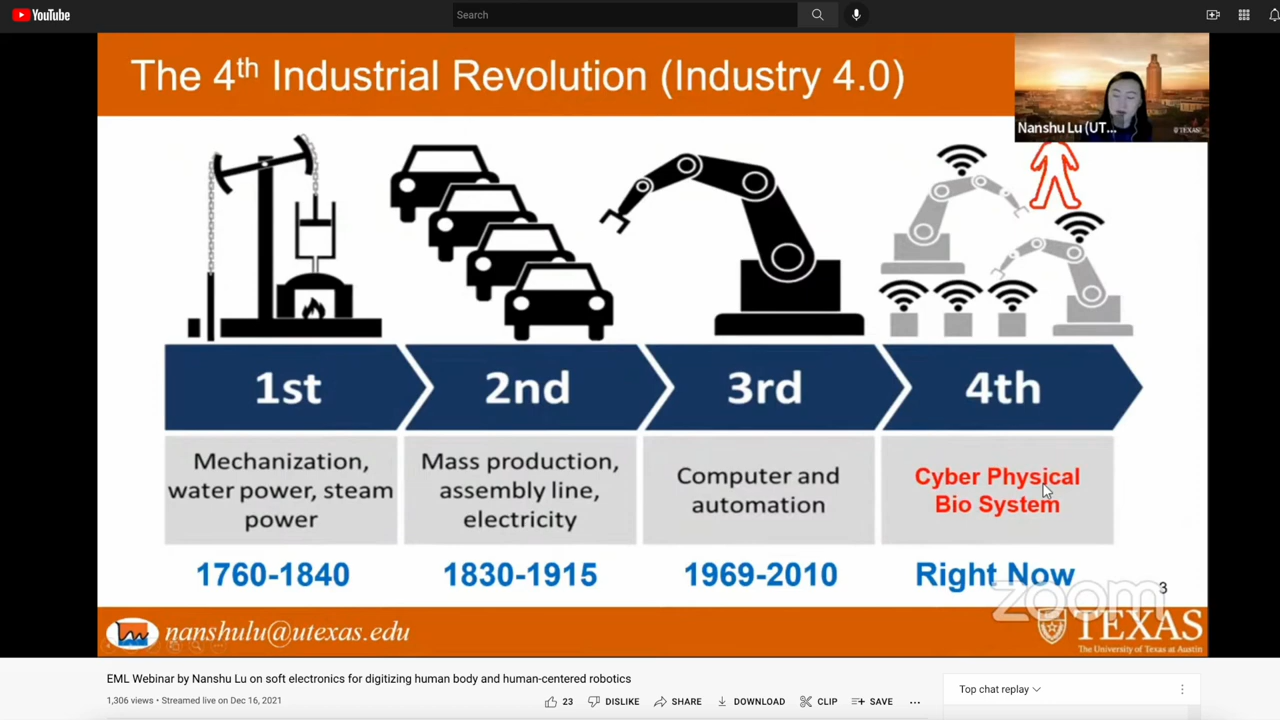 YouTube
Search
The 4th Industrial Revolution (Industry 4.0)
Nanshu Lu (UT...
TEXAS
1st
2nd
3rd
4th
Mechanization,
water power, steam
power
Mass production,
assembly line,
electricity
Computer and
automation
Cyber Physical
Bio System
1760-1840
1830-1915
1969-2010
Right Now
zoom
3
nanshulu@utexas.edu
TEXAS
The University of Texas at Austin
EML Webinar by Nanshu Lu on soft electronics for digitizing human body and human-centered robotics
1,306 views • Streamed live on Dec 16, 2021
23
DISLIKE
SHARE
DOWNLOAD
CLIP
SAVE
Top chat replay